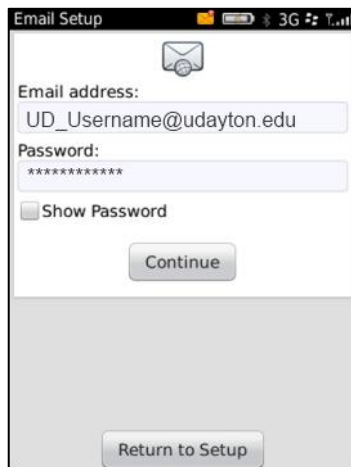 Email Setup 3G
Email address:
UD_Username@udayton.edu
Password:
************
Show Password
Continue
Return to Setup